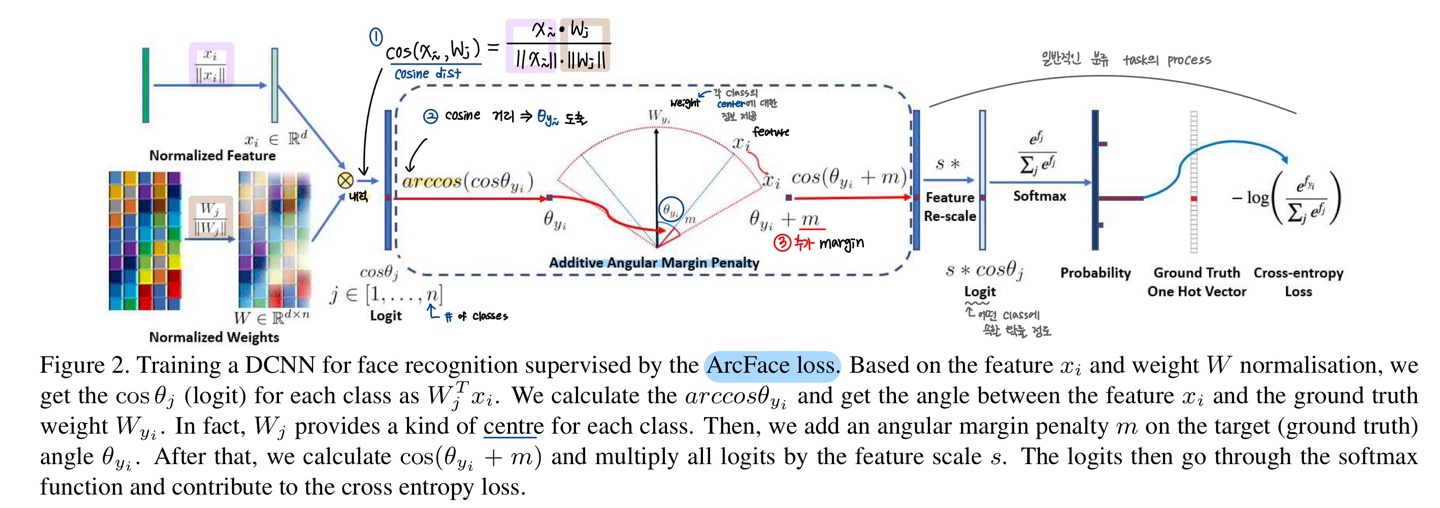 ① cos(xᵢ, Wⱼ) = xᵢ · Wⱼ / ||xᵢ|| · ||Wⱼ||
cosine dist
일반적인 분류 task의 process
xᵢ / ||xᵢ||
xᵢ ∈ ℝᵈ
Normalized Feature
Wⱼ / ||Wⱼ||
W ∈ ℝᵈˣⁿ
Normalized Weights
내적
cosθⱼ
j ∈ [1, . . . , n]
Logit
# of classes
② cosine 거리 ⇒ θyᵢ 도출
arccos(cosθyᵢ)
θyᵢ
weight
각 class의
center에 대한
정보 제공
Wyᵢ
xᵢ
feature
θyᵢ
m
xᵢ
cos(θyᵢ + m)
θyᵢ + m
③ 추가 margin
Additive Angular Margin Penalty
s ∗
Feature
Re-scale
s ∗ cosθⱼ
Logit
어떤 class에
속할 확률 정도
e^fⱼ / ∑ⱼ e^fⱼ
Softmax
Probability
Ground Truth
One Hot Vector
− log(e^fyᵢ / ∑ⱼ e^fⱼ)
Cross-entropy
Loss
Figure 2. Training a DCNN for face recognition supervised by the ArcFace loss. Based on the feature xᵢ and weight W normalisation, we
get the cos θⱼ (logit) for each class as Wⱼᵀxᵢ. We calculate the arccosθyᵢ and get the angle between the feature xᵢ and the ground truth
weight Wyᵢ. In fact, Wⱼ provides a kind of centre for each class. Then, we add an angular margin penalty m on the target (ground truth)
angle θyᵢ. After that, we calculate cos(θyᵢ + m) and multiply all logits by the feature scale s. The logits then go through the softmax
function and contribute to the cross entropy loss.